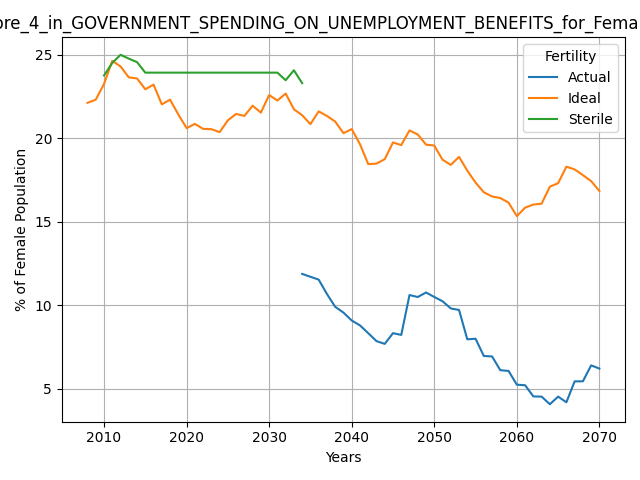 ore_4_in_GOVERNMENT_SPENDING_ON_UNEMPLOYMENT_BENEFITS_for_Fema
Fertility
Actual
Ideal
Sterile
% of Female Population
25
20
15
10
5
2010 2020 2030 2040 2050 2060 2070
Years